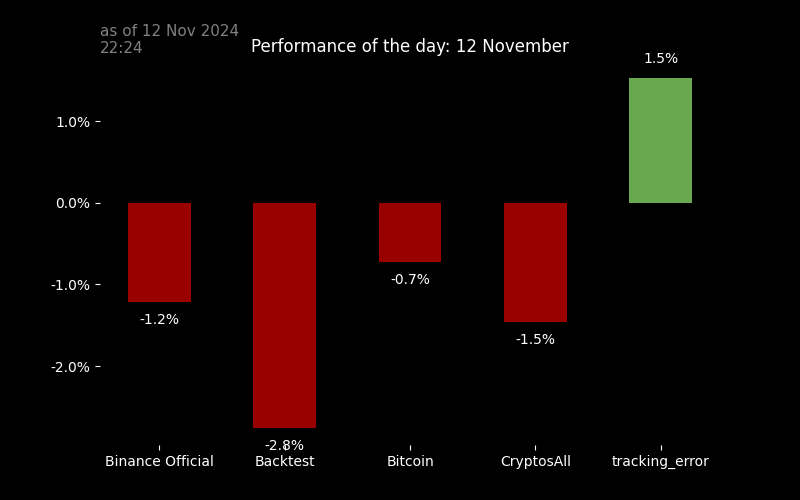 as of 12 Nov 2024
22:24
Performance of the day: 12 November
1.5%
1.0%
0.0%
-1.0%
-2.0%
-1.2%
-2.8%
-0.7%
-1.5%
Binance Official
Backtest
Bitcoin
CryptosAll
tracking_error